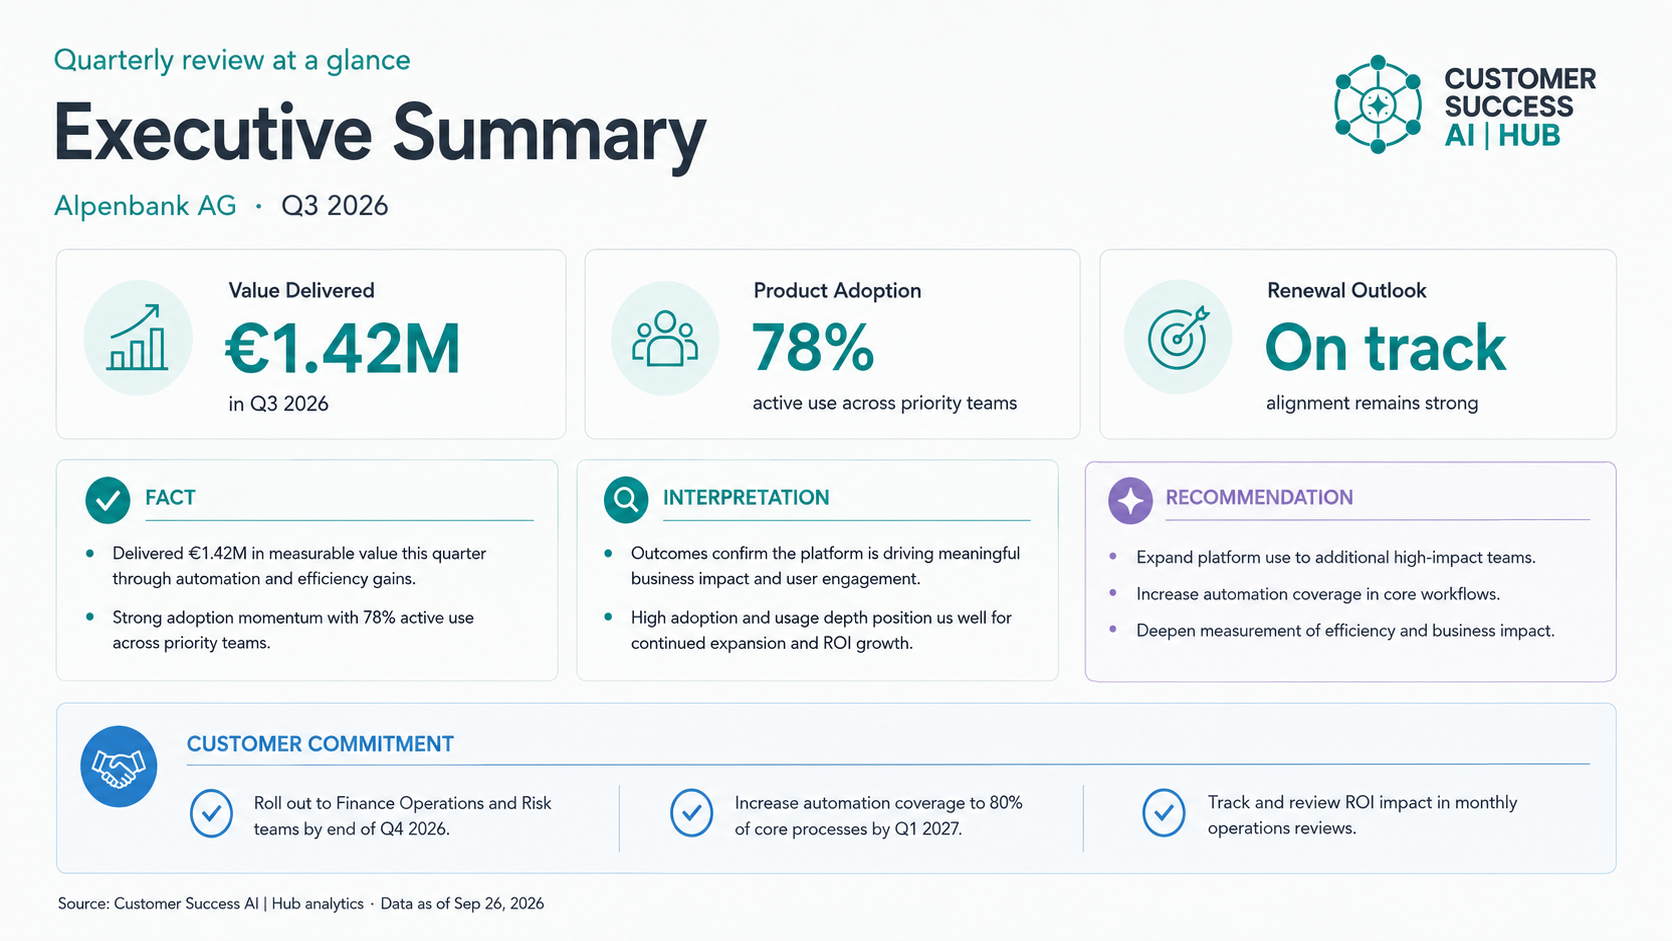 Quarterly review at a glance
Executive Summary
Alpenbank AG · Q3 2026
CUSTOMER
SUCCESS
AI | HUB
Value Delivered
€1.42M
in Q3 2026
Product Adoption
78%
active use across priority teams
Renewal Outlook
On track
alignment remains strong
FACT
• Delivered €1.42M in measurable value this quarter
through automation and efficiency gains.
• Strong adoption momentum with 78% active use
across priority teams.
INTERPRETATION
• Outcomes confirm the platform is driving meaningful
business impact and user engagement.
• High adoption and usage depth position us well for
continued expansion and ROI growth.
RECOMMENDATION
• Expand platform use to additional high-impact teams.
• Increase automation coverage in core workflows.
• Deepen measurement of efficiency and business impact.
CUSTOMER COMMITMENT
Roll out to Finance Operations and Risk
teams by end of Q4 2026.
Increase automation coverage to 80%
of core processes by Q1 2027.
Track and review ROI impact in monthly
operations reviews.
Source: Customer Success AI | Hub analytics · Data as of Sep 26, 2026